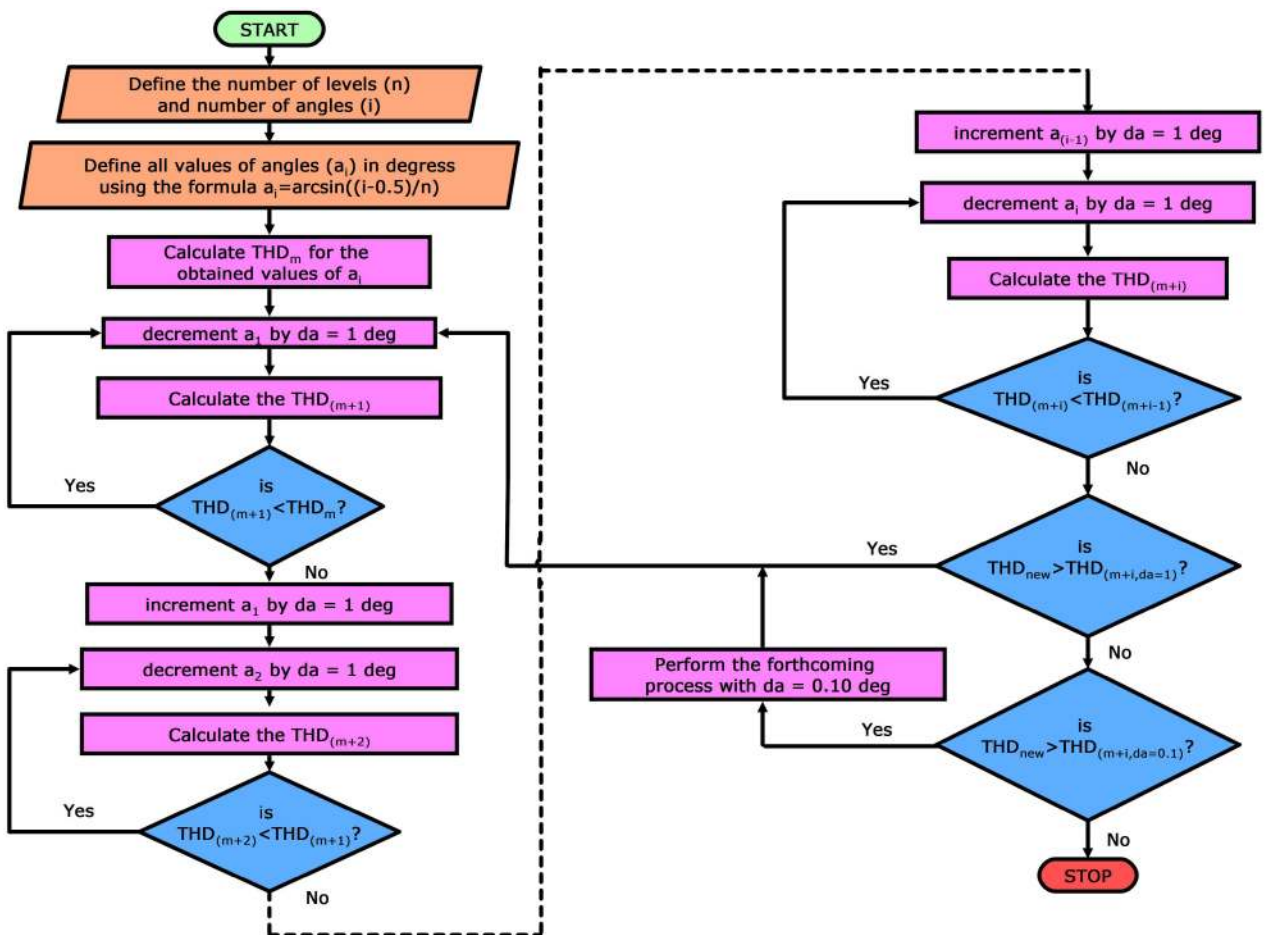 START
Define the number of levels (n)
and number of angles (i)
Define all values of angles (aᵢ) in degress
using the formula aᵢ=arcsin((i-0.5)/n)
Calculate THDₘ for the
obtained values of aᵢ
decrement a₁ by da = 1 deg
Calculate the THD₍ₘ₊₁₎
Yes
is
THD₍ₘ₊₁₎<THDₘ?
No
increment a₁ by da = 1 deg
decrement a₂ by da = 1 deg
Calculate the THD₍ₘ₊₂₎
Yes
is
THD₍ₘ₊₂₎<THD₍ₘ₊₁₎?
No
increment a₍ᵢ₋₁₎ by da = 1 deg
decrement aᵢ by da = 1 deg
Calculate the THD₍ₘ₊ᵢ₎
Yes
is
THD₍ₘ₊ᵢ₎<THD₍ₘ₊ᵢ₋₁₎?
No
Yes
is
THDnew>THD(m+i,da=1)?
No
Perform the forthcoming
process with da = 0.10 deg
Yes
is
THDnew>THD(m+i,da=0.1)?
No
STOP